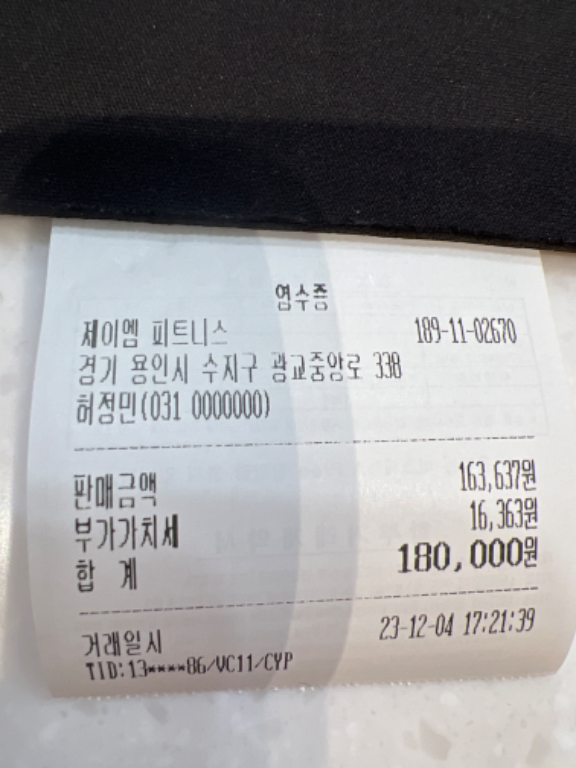 영수증
제이엠 피트니스 189-11-02670
경기 용인시 수지구 광교중앙로 338
허정민(031 0000000)
판매금액 163,637원
부가가치세 16,363원
합 계 180,000원
거래일시 23-12-04 17:21:39
TID:13****86/VC11/CYP